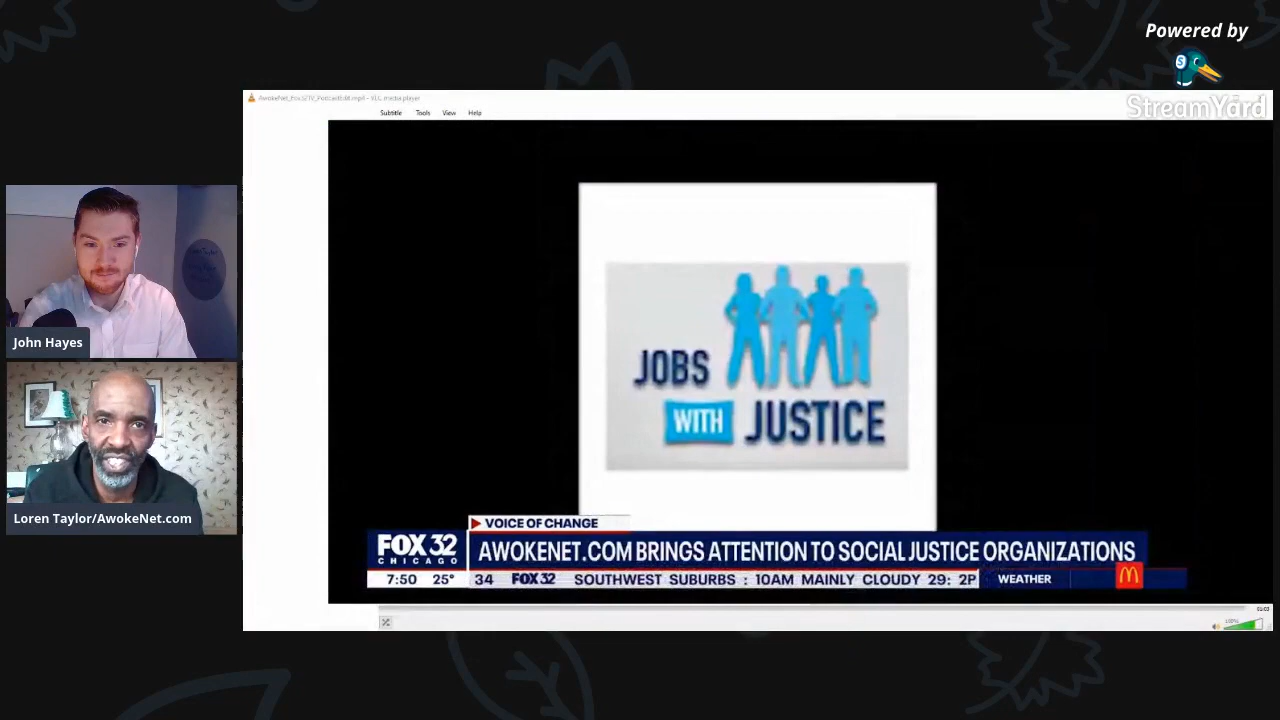 Powered by
StreamYard
Subtitle Tools View Help
John Hayes
Loren Taylor/AwokeNet.com
JOBS
WITH JUSTICE
VOICE OF CHANGE
FOX 32
CHICAGO
AWOKENET.COM BRINGS ATTENTION TO SOCIAL JUSTICE ORGANIZATIONS
7:50 25° 34 FOX 32 SOUTHWEST SUBURBS : 10AM MAINLY CLOUDY 29: 2P WEATHER